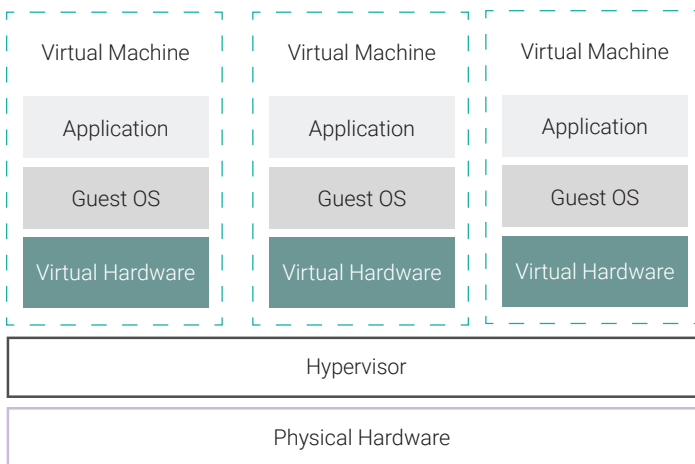 Virtual Machine
Application
Guest OS
Virtual Hardware
Virtual Machine
Application
Guest OS
Virtual Hardware
Virtual Machine
Application
Guest OS
Virtual Hardware
Hypervisor
Physical Hardware